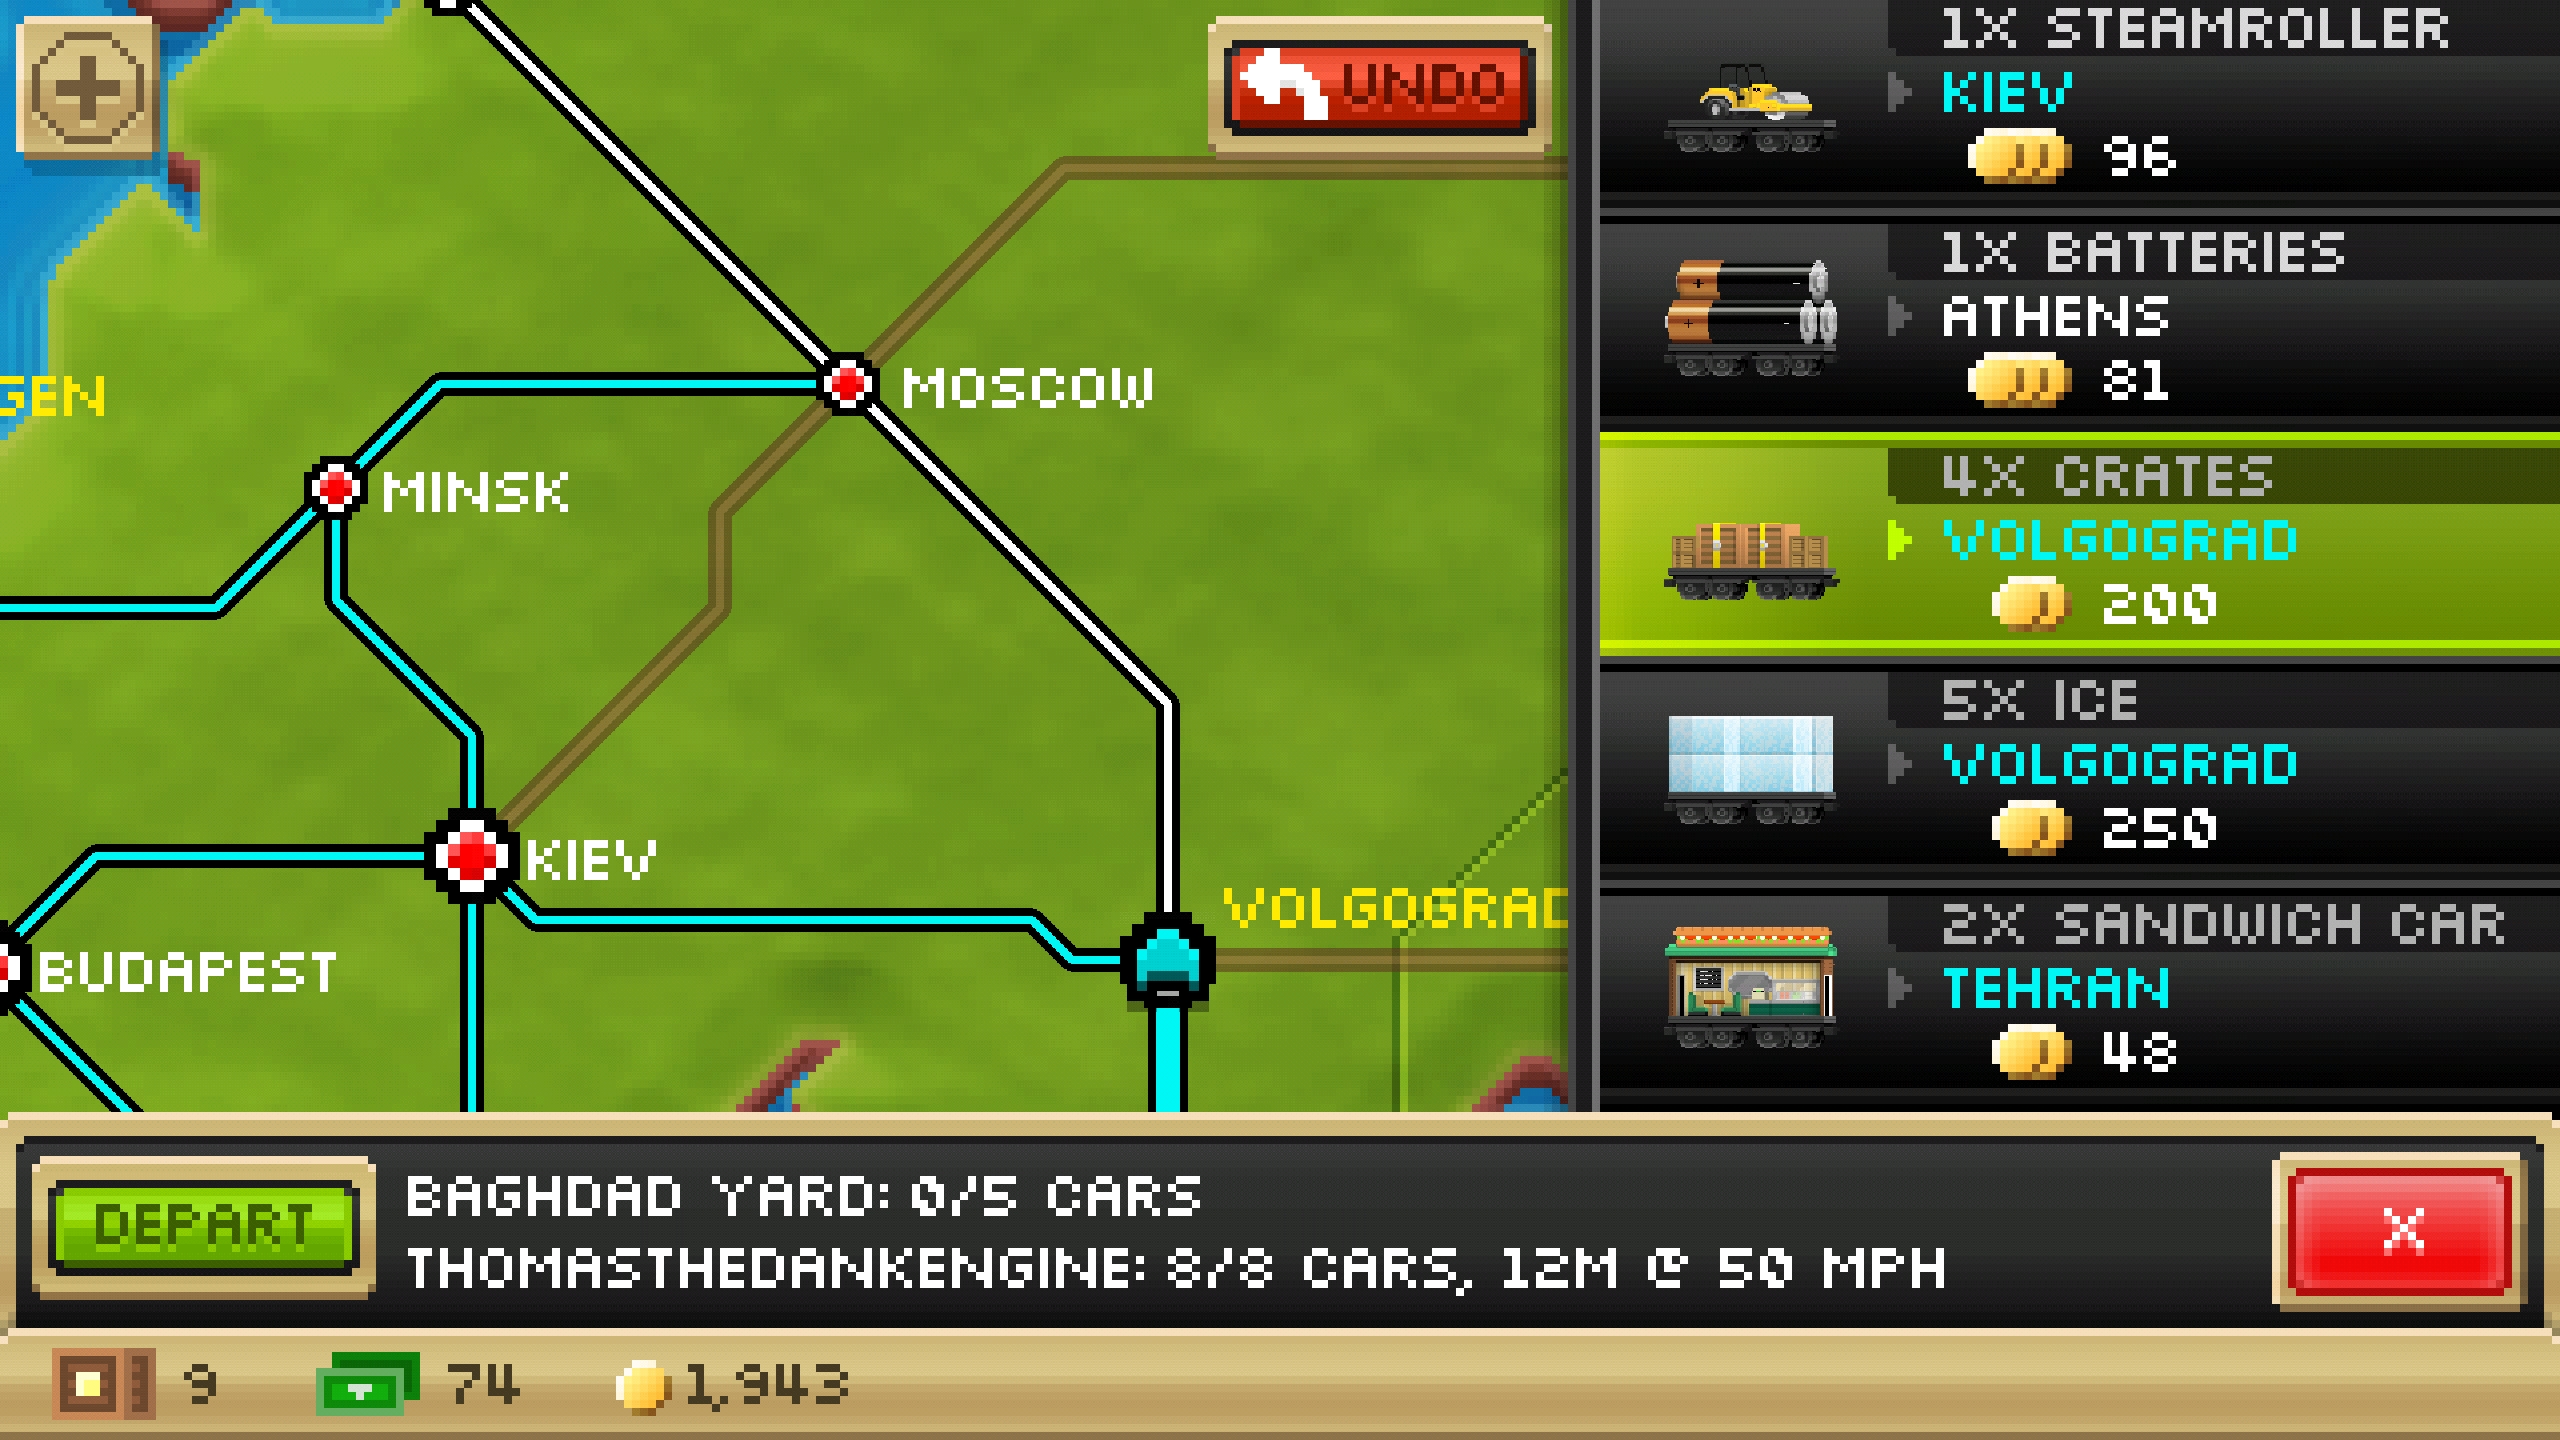 UNDO
MOSCOW
GEN
MINSK
KIEV
VOLGOGRAD
BUDAPEST
1X STEAMROLLER
KIEV
96
1X BATTERIES
ATHENS
81
4X CRATES
VOLGOGRAD
200
5X ICE
VOLGOGRAD
250
2X SANDWICH CAR
TEHRAN
48
DEPART
BAGHDAD YARD: 0/5 CARS
THOMASTHEDANKENGINE: 8/8 CARS, 12M @ 50 MPH
X
9
74
1,943